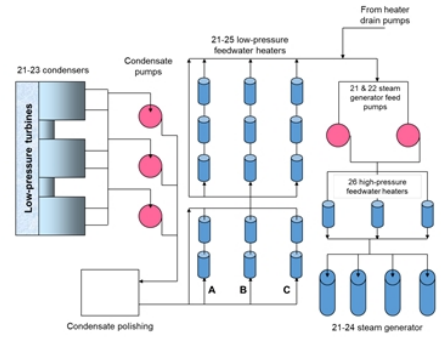 From heater
drain pumps
21-25 low-pressure
feedwater heaters
Condensate
pumps
21-23 condensers
21 & 22 steam
generator feed
pumps
Low-pressure turbines
26 high-pressure
feedwater heaters
A B C
Condensate polishing
21-24 steam generator